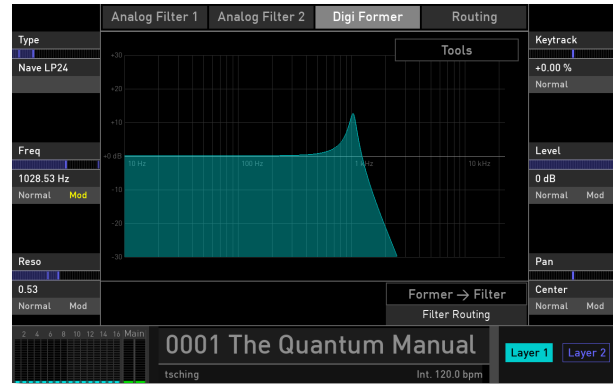 Analog Filter 1 Analog Filter 2 Digi Former Routing
Type
Nave LP24
Freq
1028.53 Hz
Normal Mod
Reso
0.53
Normal Mod
Tools
+30
+20
+10
+0 dB
-10
-20
-30
10 Hz 100 Hz 1 kHz 10 kHz
Keytrack
+0.00 %
Normal
Level
0 dB
Normal Mod
Pan
Center
Normal Mod
Former → Filter
Filter Routing
2 4 6 8 10 12 14 16 Main
0001 The Quantum Manual
tsching Int. 120.0 bpm
Layer 1 Layer 2